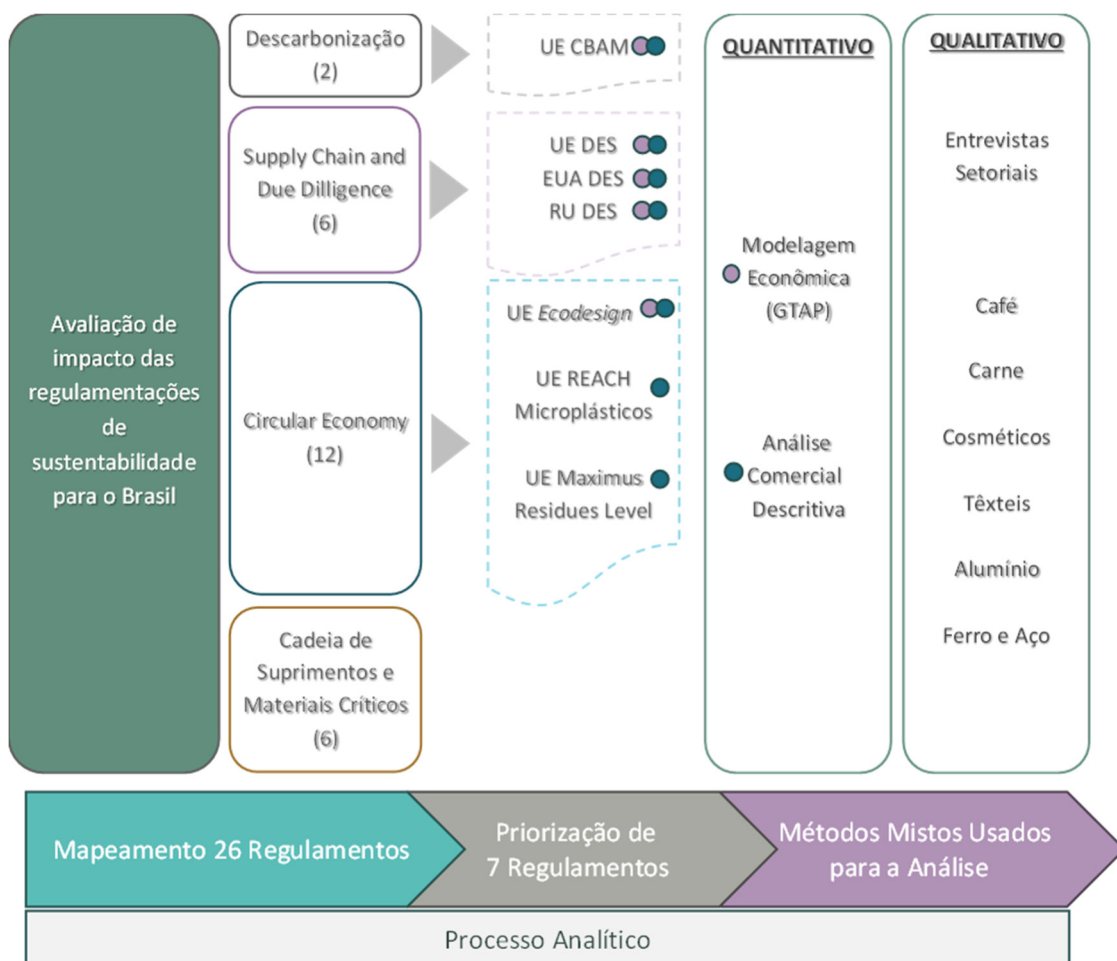 Avaliação de
impacto das
regulamentações
de
sustentabilidade
para o Brasil
Descarbonização
(2)
Supply Chain and
Due Dilligence
(6)
Circular Economy
(12)
Cadeia de
Suprimentos e
Materiais Críticos
(6)
UE CBAM
UE DES
EUA DES
RU DES
UE Ecodesign
UE REACH
Microplásticos
UE Maximus
Residues Level
QUANTITATIVO
Modelagem
Econômica
(GTAP)
Análise
Comercial
Descritiva
QUALITATIVO
Entrevistas
Setoriais
Café
Carne
Cosméticos
Têxteis
Alumínio
Ferro e Aço
Mapeamento 26 Regulamentos
Priorização de
7 Regulamentos
Métodos Mistos Usados
para a Análise
Processo Analítico